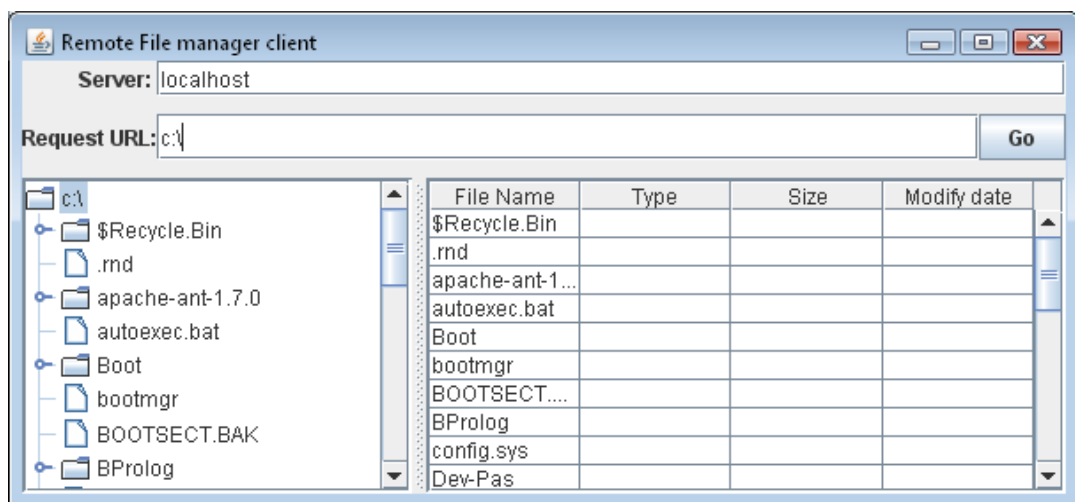 Remote File manager client
Server: localhost
Request URL: c:\
Go
c:\
$Recycle.Bin
.rnd
apache-ant-1.7.0
autoexec.bat
Boot
bootmgr
BOOTSECT.BAK
BProlog
File Name Type Size Modify date
$Recycle.Bin
.rnd
apache-ant-1...
autoexec.bat
Boot
bootmgr
BOOTSECT....
BProlog
config.sys
Dev-Pas